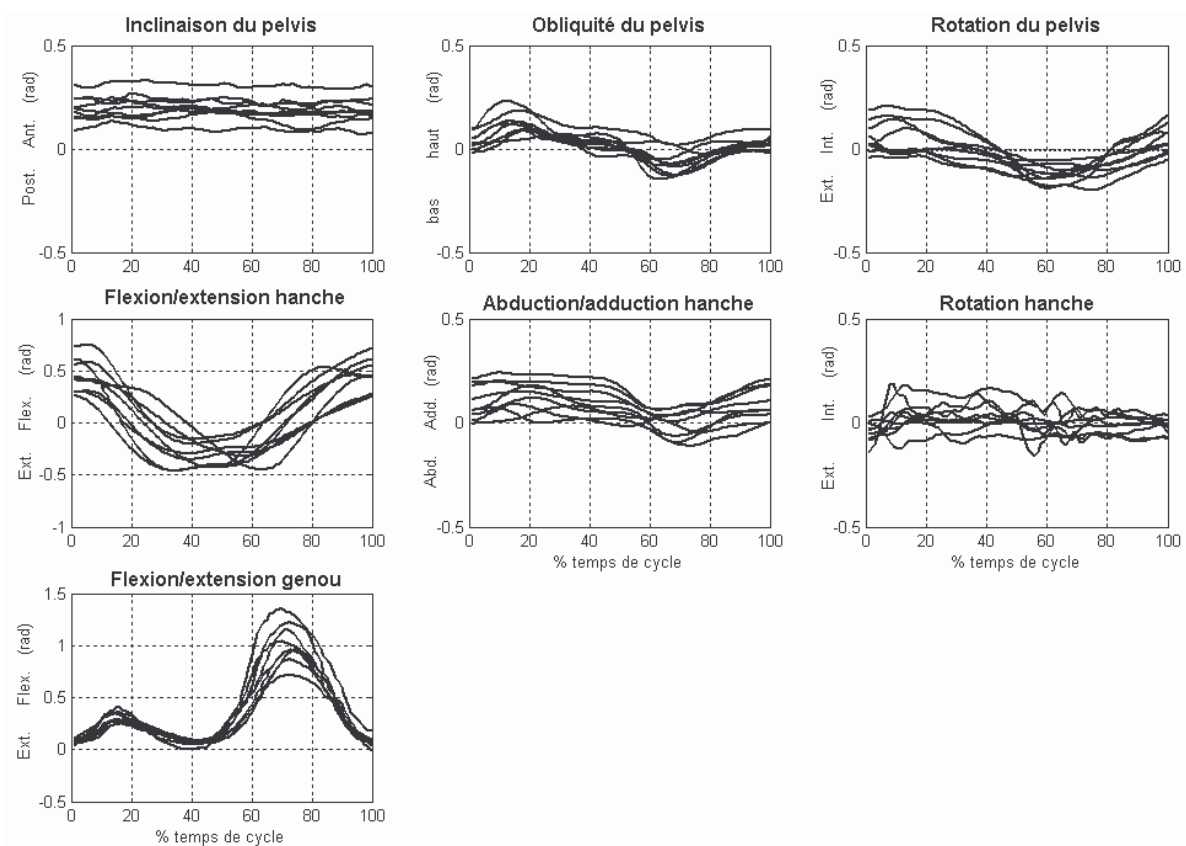 Inclinaison du pelvis
0.5
0
-0.5
Post. Ant. (rad)
0 20 40 60 80 100
Obliquité du pelvis
0.5
0
-0.5
bas haut (rad)
0 20 40 60 80 100
Rotation du pelvis
0.5
0
-0.5
Ext. Int. (rad)
0 20 40 60 80 100
Flexion/extension hanche
1
0.5
0
-0.5
-1
Ext. Flex. (rad)
0 20 40 60 80 100
Abduction/adduction hanche
0.5
0
-0.5
Abd. Add. (rad)
0 20 40 60 80 100
% temps de cycle
Rotation hanche
0.5
0
-0.5
Ext. Int. (rad)
0 20 40 60 80 100
% temps de cycle
Flexion/extension genou
1.5
1
0.5
0
-0.5
Ext. Flex. (rad)
0 20 40 60 80 100
% temps de cycle